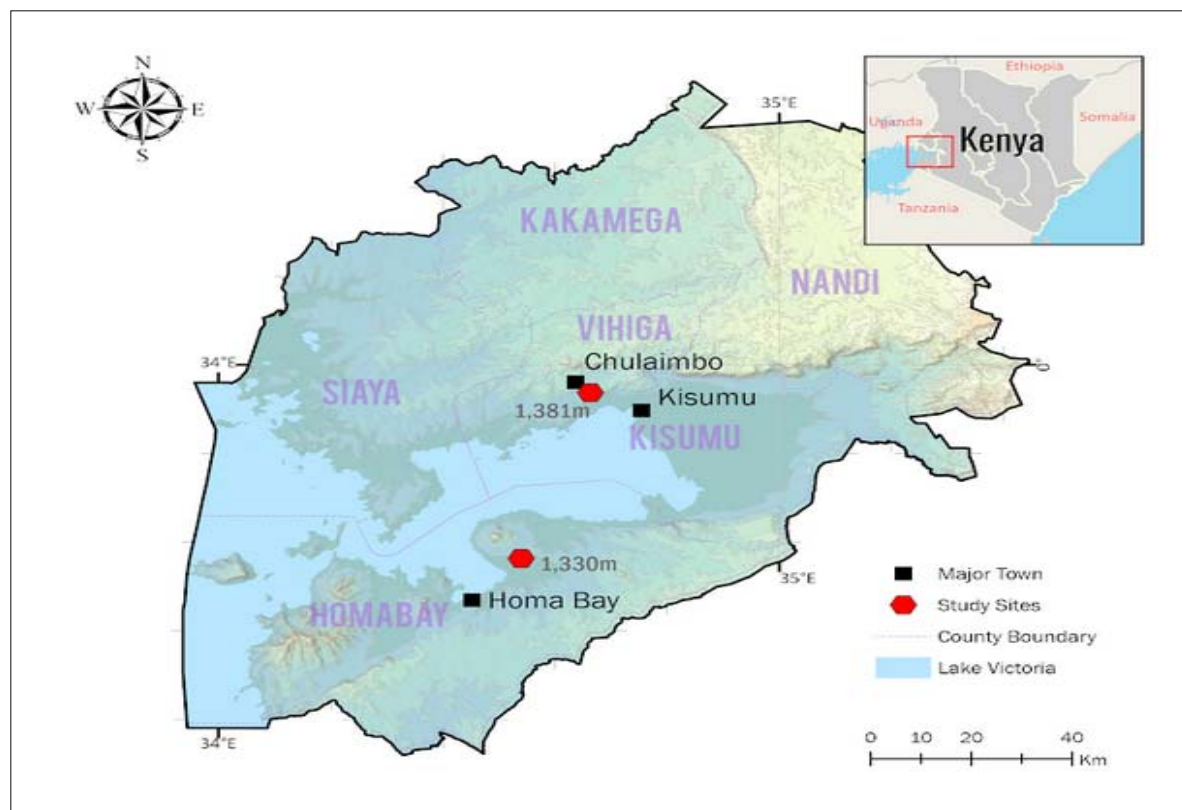 N
W E
S
35°E
Ethiopia
Uganda
Somalia
Kenya
Tanzania
KAKAMEGA
NANDI
VIHIGA
34°E
Chulaimbo
SIAYA
1,381m
Kisumu
KISUMU
1,330m
35°E
Major Town
Homa Bay
Study Sites
HOMABAY
County Boundary
Lake Victoria
34°E
0 10 20 40
Km